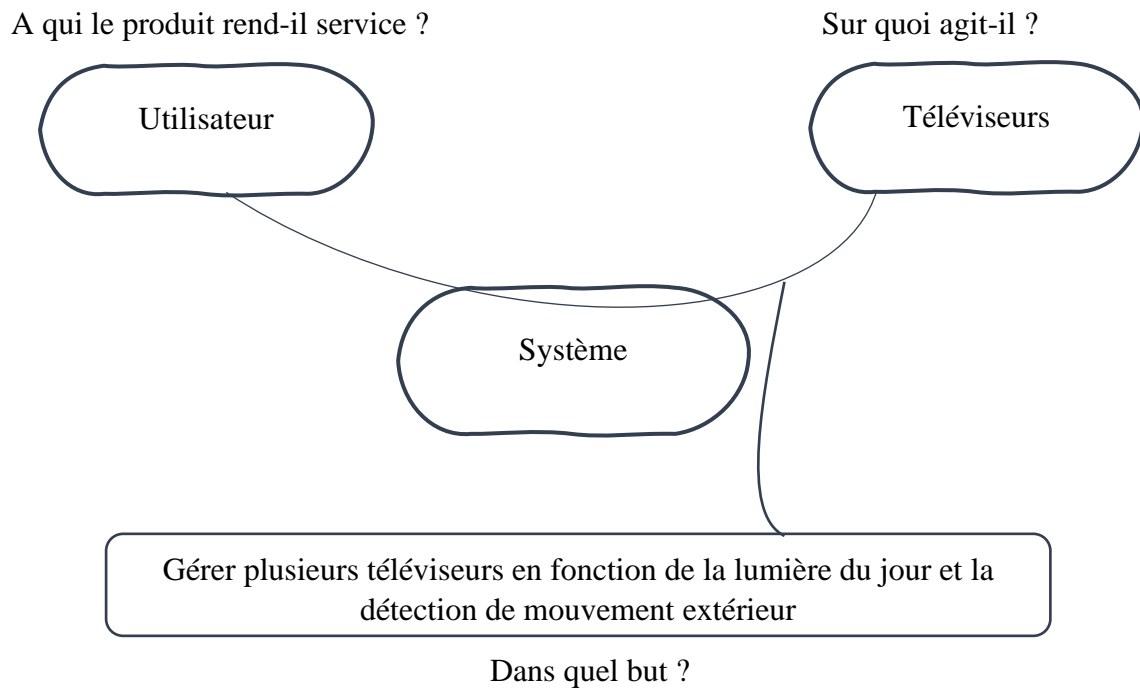 A qui le produit rend-il service ?
Sur quoi agit-il ?
Utilisateur
Téléviseurs
Système
Gérer plusieurs téléviseurs en fonction de la lumière du jour et la
détection de mouvement extérieur
Dans quel but ?